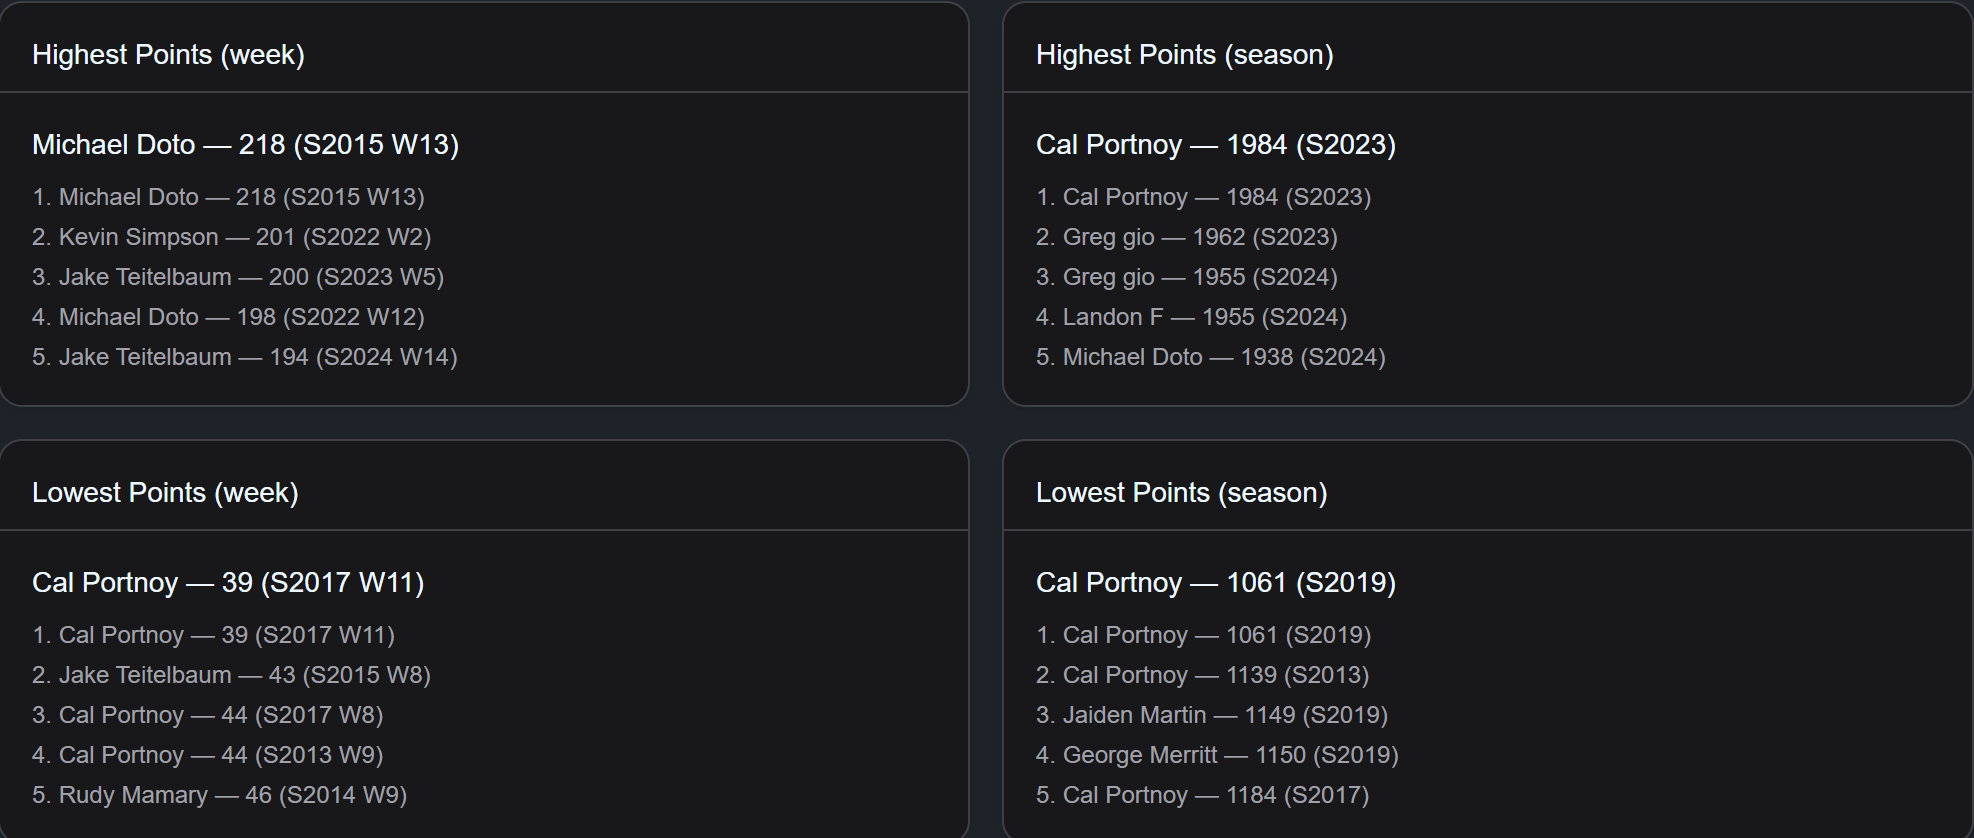 Highest Points (week)
Michael Doto — 218 (S2015 W13)
1. Michael Doto — 218 (S2015 W13)
2. Kevin Simpson — 201 (S2022 W2)
3. Jake Teitelbaum — 200 (S2023 W5)
4. Michael Doto — 198 (S2022 W12)
5. Jake Teitelbaum — 194 (S2024 W14)
Highest Points (season)
Cal Portnoy — 1984 (S2023)
1. Cal Portnoy — 1984 (S2023)
2. Greg gio — 1962 (S2023)
3. Greg gio — 1955 (S2024)
4. Landon F — 1955 (S2024)
5. Michael Doto — 1938 (S2024)
Lowest Points (week)
Cal Portnoy — 39 (S2017 W11)
1. Cal Portnoy — 39 (S2017 W11)
2. Jake Teitelbaum — 43 (S2015 W8)
3. Cal Portnoy — 44 (S2017 W8)
4. Cal Portnoy — 44 (S2013 W9)
5. Rudy Mamary — 46 (S2014 W9)
Lowest Points (season)
Cal Portnoy — 1061 (S2019)
1. Cal Portnoy — 1061 (S2019)
2. Cal Portnoy — 1139 (S2013)
3. Jaiden Martin — 1149 (S2019)
4. George Merritt — 1150 (S2019)
5. Cal Portnoy — 1184 (S2017)